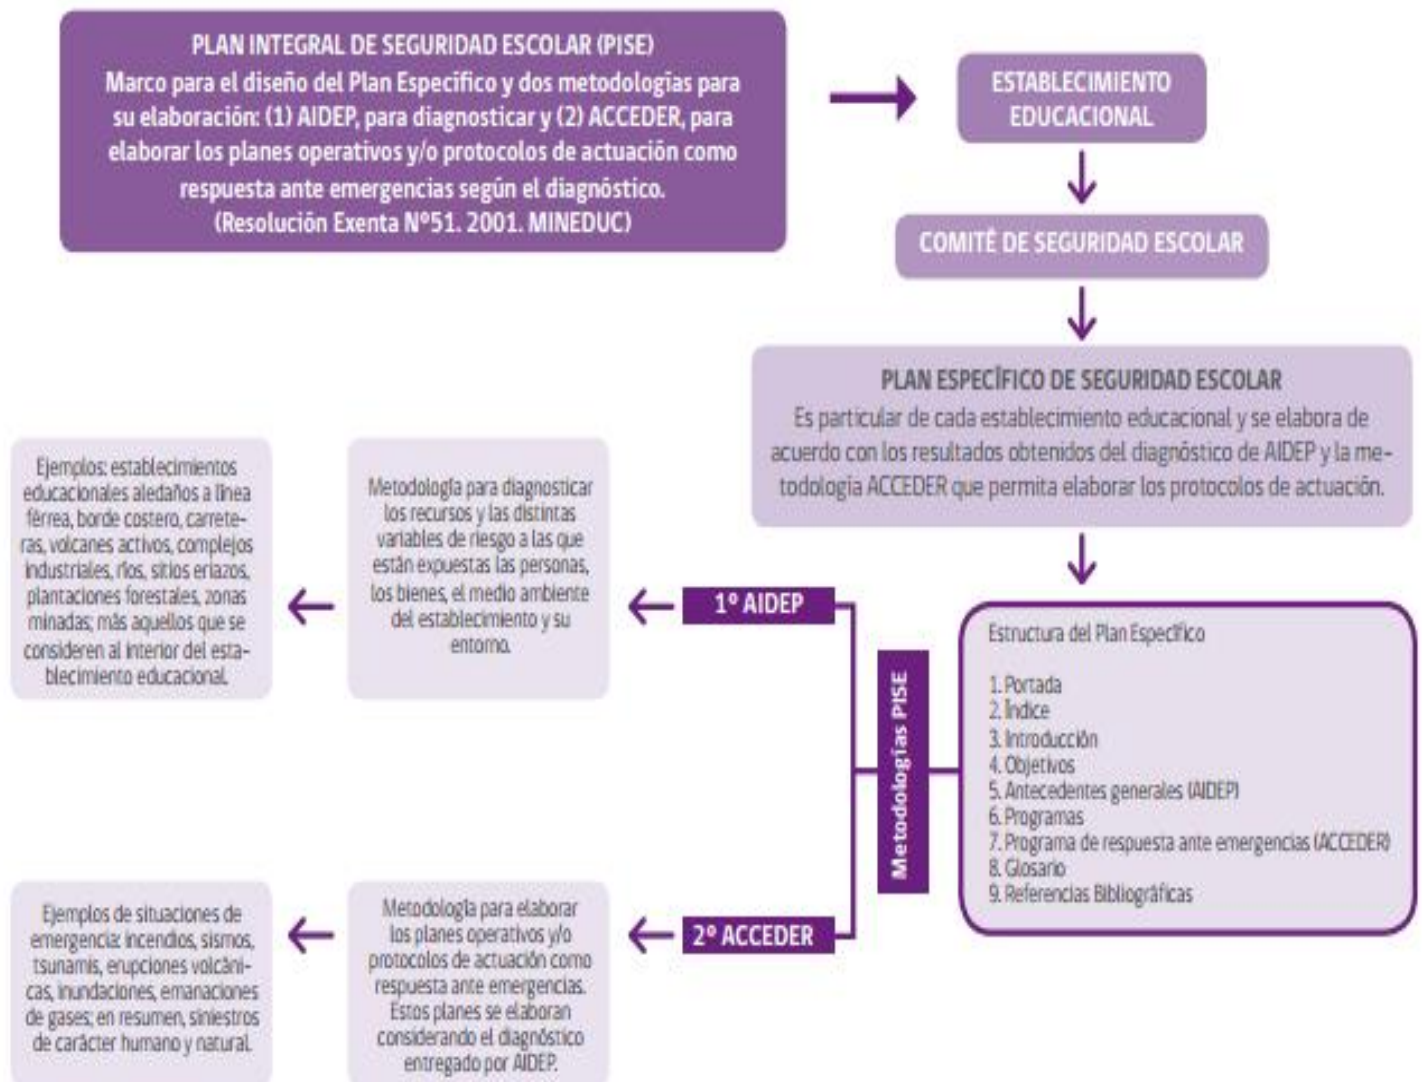 PLAN INTEGRAL DE SEGURIDAD ESCOLAR (PISE)
Marco para el diseño del Plan Específico y dos metodologías para
su elaboración: (1) AIDEP, para diagnosticar y (2) ACCEDER, para
elaborar los planes operativos y/o protocolos de actuación como
respuesta ante emergencias según el diagnóstico.
(Resolución Exenta Nº51. 2001. MINEDUC)
ESTABLECIMIENTO
EDUCACIONAL
COMITÉ DE SEGURIDAD ESCOLAR
PLAN ESPECÍFICO DE SEGURIDAD ESCOLAR
Es particular de cada establecimiento educacional y se elabora de
acuerdo con los resultados obtenidos del diagnóstico de AIDEP y la me-
todología ACCEDER que permita elaborar los protocolos de actuación.
Estructura del Plan Específico
1. Portada
2. Índice
3. Introducción
4. Objetivos
5. Antecedentes generales (AIDEP)
6. Programas
7. Programa de respuesta ante emergencias (ACCEDER)
8. Glosario
9. Referencias Bibliográficas
Metodologías PISE
1º AIDEP
Metodología para diagnosticar
los recursos y las distintas
variables de riesgo a las que
están expuestas las personas,
los bienes, el medio ambiente
del establecimiento y su
entorno.
Ejemplos: establecimientos
educacionales aledaños a línea
férrea, borde costero, carrete-
ras, volcanes activos, complejos
industriales, ríos, sitios eriazos,
plantaciones forestales, zonas
minadas; más aquellos que se
consideren al interior del esta-
blecimiento educacional.
2º ACCEDER
Metodología para elaborar
los planes operativos y/o
protocolos de actuación como
respuesta ante emergencias.
Estos planes se elaboran
considerando el diagnóstico
entregado por AIDEP.
Ejemplos de situaciones de
emergencia: incendios, sismos,
tsunamis, erupciones volcáni-
cas, inundaciones, emanaciones
de gases; en resumen, siniestros
de carácter humano y natural.